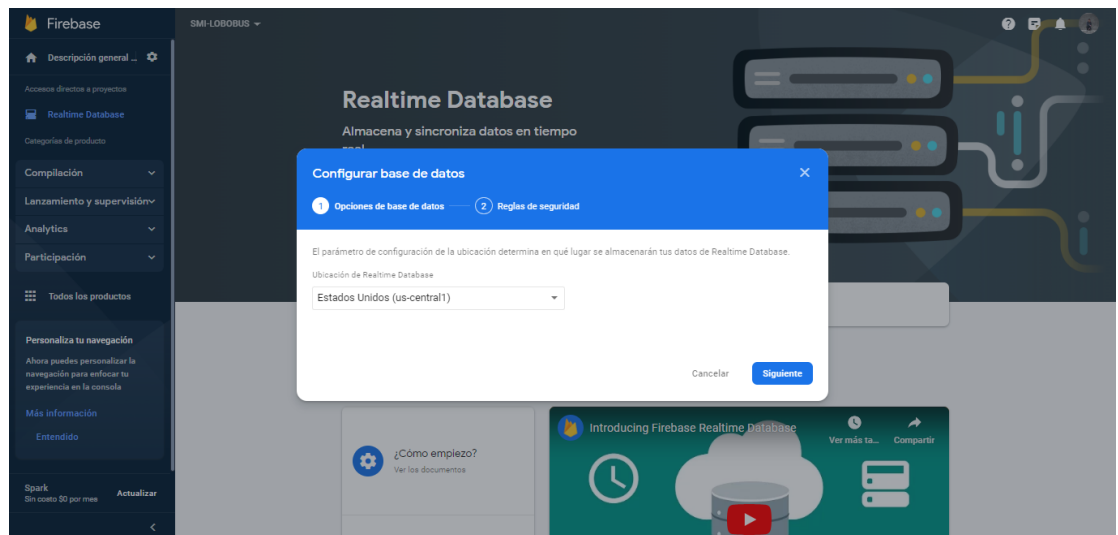 Firebase
SMI-LOBOBUS
Descripción general ...
Accesos directos a proyectos
Realtime Database
Categorías de producto
Compilación
Lanzamiento y supervisión
Analytics
Participación
Todos los productos
Personaliza tu navegación
Ahora puedes personalizar la
navegación para enfocar tu
experiencia en la consola
Más información
Entendido
Spark
Sin costo $0 por mes
Actualizar
Realtime Database
Almacena y sincroniza datos en tiempo
real
Configurar base de datos
1 Opciones de base de datos
2 Reglas de seguridad
El parámetro de configuración de la ubicación determina en qué lugar se almacenarán tus datos de Realtime Database.
Ubicación de Realtime Database
Estados Unidos (us-central1)
Cancelar
Siguiente
¿Cómo empiezo?
Ver los documentos
Introducing Firebase Realtime Database
Ver más ta...
Compartir